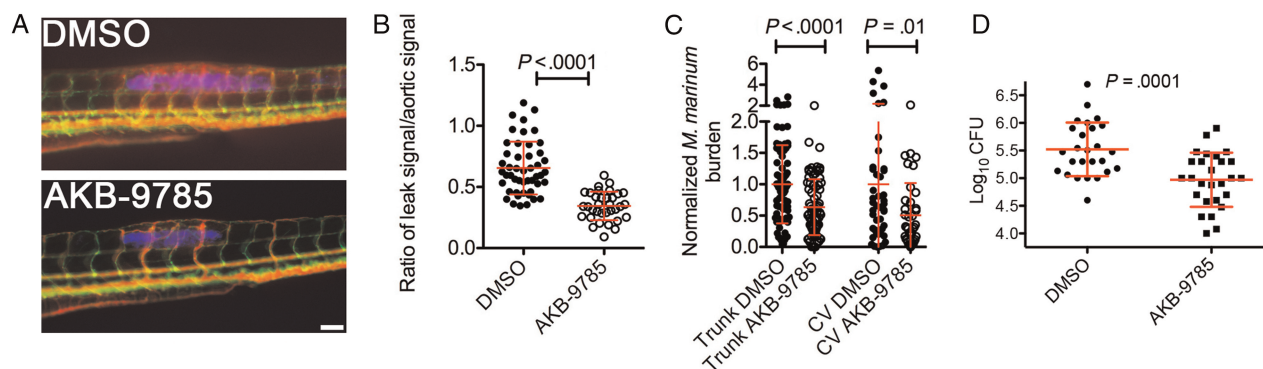 A
DMSO
AKB-9785
B
Ratio of leak signal/aortic signal
1.5
1.0
0.5
0.0
P <.0001
DMSO
AKB-9785
C
Normalized M. marinum
burden
6
4
2
2.0
1.5
1.0
0.5
0.0
P <.0001
P = .01
Trunk DMSO
Trunk AKB-9785
CV DMSO
CV AKB-9785
D
Log10 CFU
6.5
6.0
5.5
5.0
4.5
4.0
P = .0001
DMSO
AKB-9785